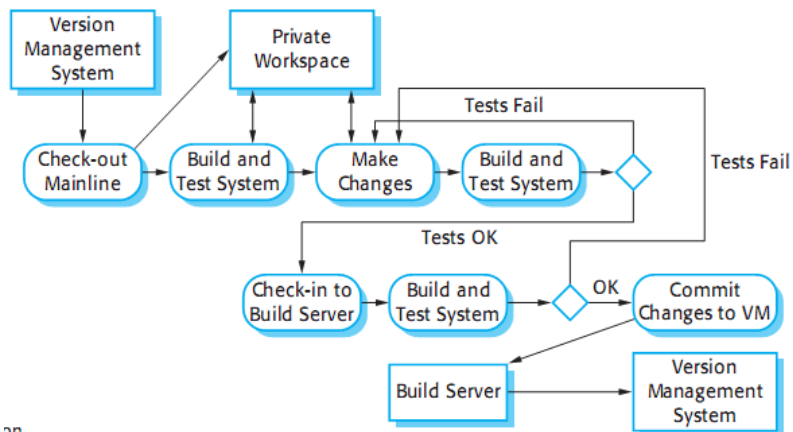 Version
Management
System
Private
Workspace
Tests Fail
Check-out
Mainline
Build and
Test System
Make
Changes
Build and
Test System
Tests Fail
Tests OK
Check-in to
Build Server
Build and
Test System
OK
Commit
Changes to VM
Build Server
Version
Management
System